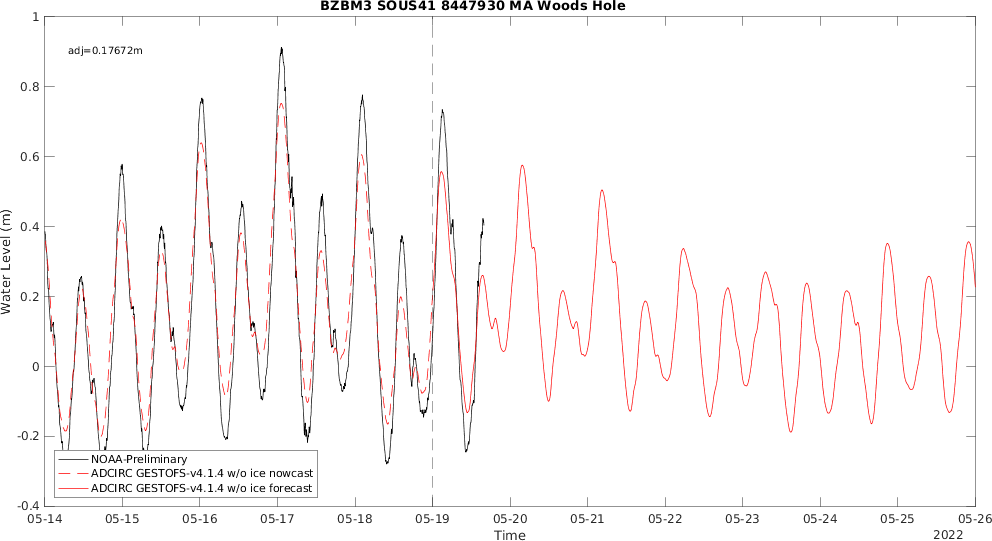 BZBM3 SOUS41 8447930 MA Woods Hole
adj=0.17672m
Water Level (m)
1
0.8
0.6
0.4
0.2
0
-0.2
-0.4
NOAA-Preliminary
ADCIRC GESTOFS-v4.1.4 w/o ice nowcast
ADCIRC GESTOFS-v4.1.4 w/o ice forecast
05-14 05-15 05-16 05-17 05-18 05-19 05-20 05-21 05-22 05-23 05-24 05-25 05-26
Time
2022